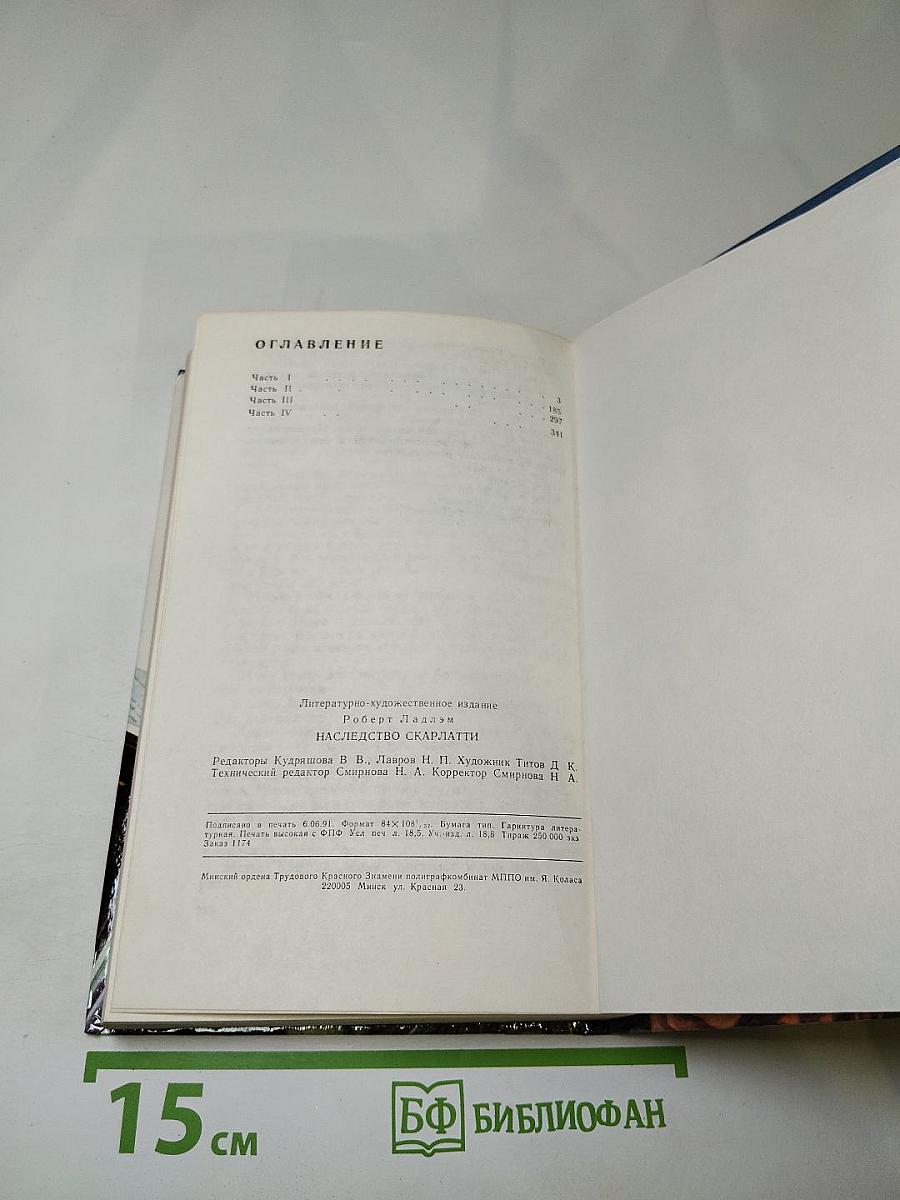 ОГЛАВЛЕНИЕ
Часть I . . . . . . . . . . . . 3
Часть II . . . . . . . . . . . . 185
Часть III . . . . . . 297
Часть IV . . . . . 341
Литературно-художественное издание
Роберт Ладлэм
НАСЛЕДСТВО СКАРЛАТТИ
Редакторы Кудряшова В В., Лавров Н. П. Художник Титов Д К.
Технический редактор Смирнова Н. А. Корректор Смирнова Н А.
Подписано в печать 6.06.91. Формат 84×108¹/₃₂. Бумага тип. Гарнитура литера-
турная. Печать высокая с ФПФ Усл печ л. 18,5. Уч.-изд. л. 18,8 Тираж 250 000 экз
Заказ 1174
Минский ордена Трудового Красного Знамени полиграфкомбинат МППО им. Я. Коласа
220005 Минск ул. Красная 23.
15 см
БФ БИБЛИОФАН